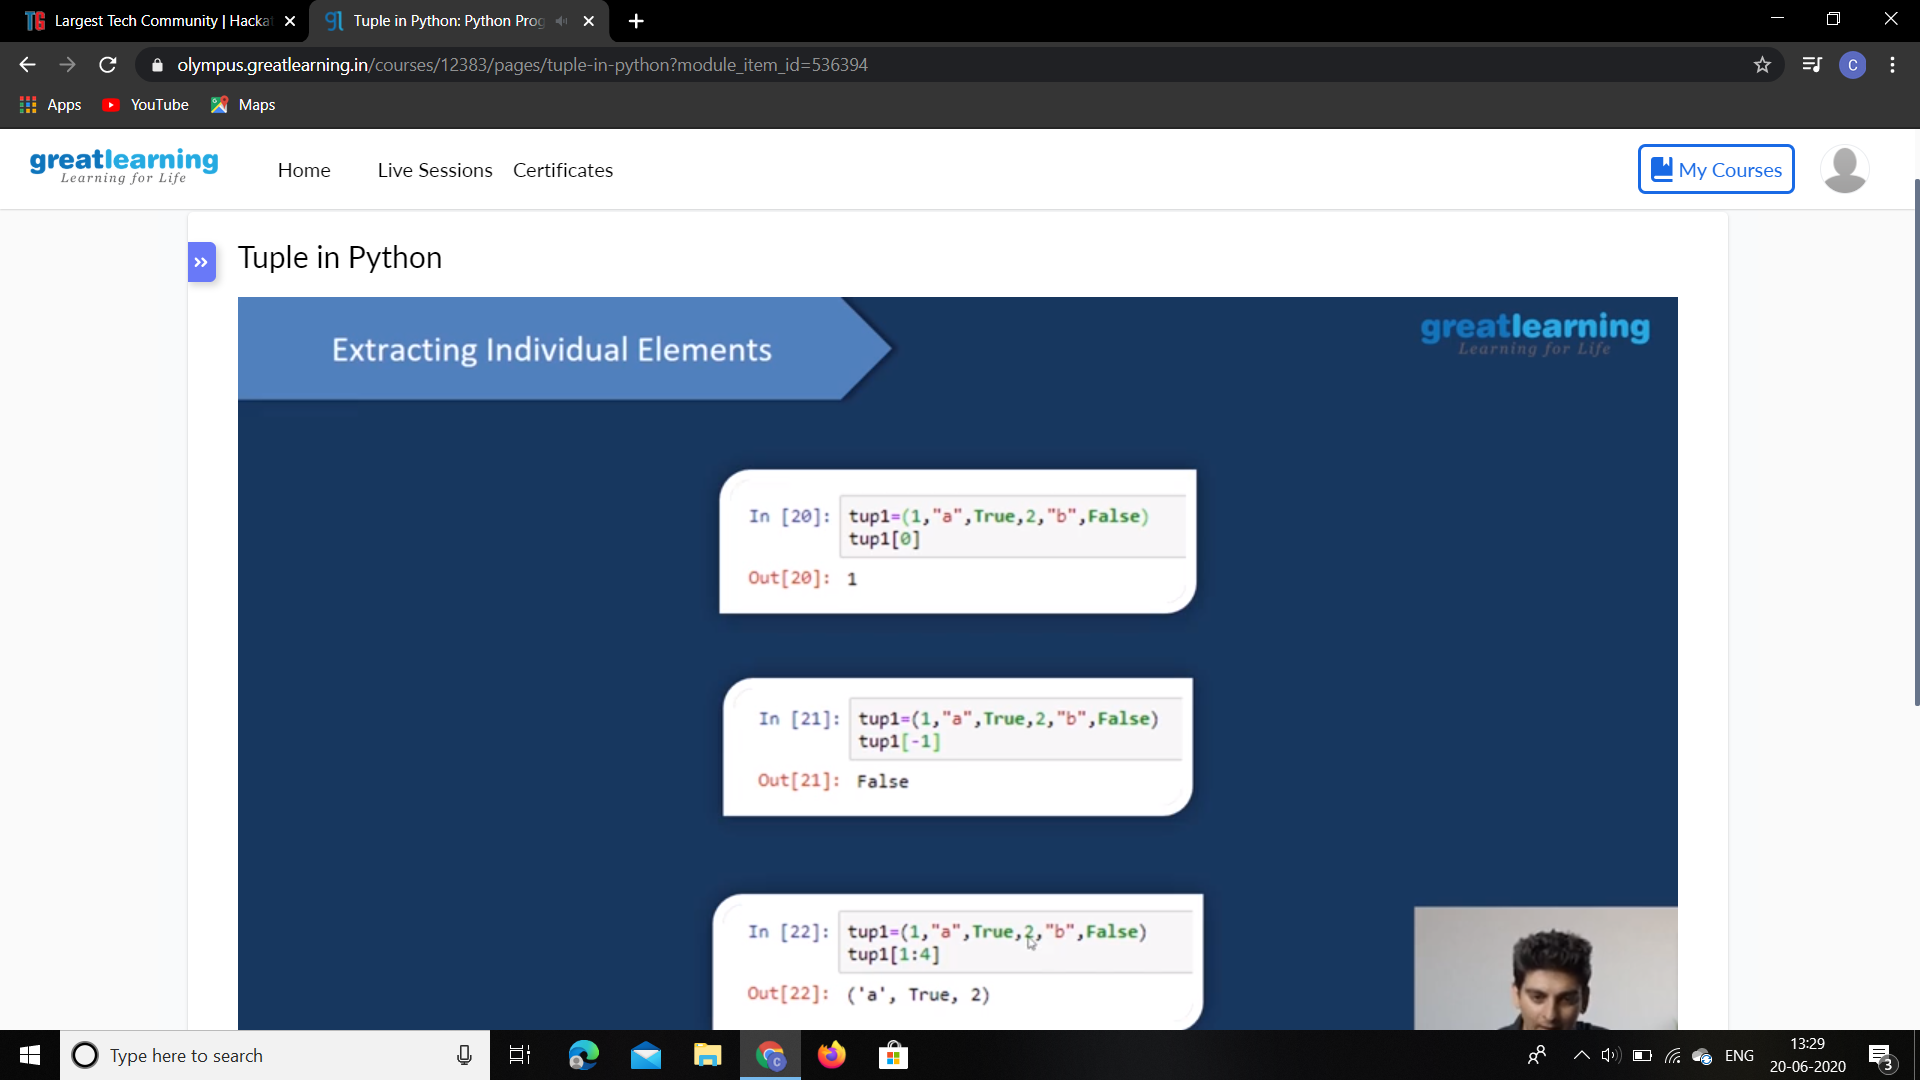 Largest Tech Community | Hacka
Tuple in Python: Python Prog
olympus.greatlearning.in/courses/12383/pages/tuple-in-python?module_item_id=536394
C
Apps
YouTube
Maps
greatlearning
Learning for Life
Home
Live Sessions
Certificates
My Courses
»
Tuple in Python
Extracting Individual Elements
greatlearning
Learning for Life
In [20]: tup1=(1,"a",True,2,"b",False)
tup1[0]
Out[20]: 1
In [21]: tup1=(1,"a",True,2,"b",False)
tup1[-1]
Out[21]: False
In [22]: tup1=(1,"a",True,2,"b",False)
tup1[1:4]
Out[22]: ('a', True, 2)
Type here to search
ENG
13:29
20-06-2020
3